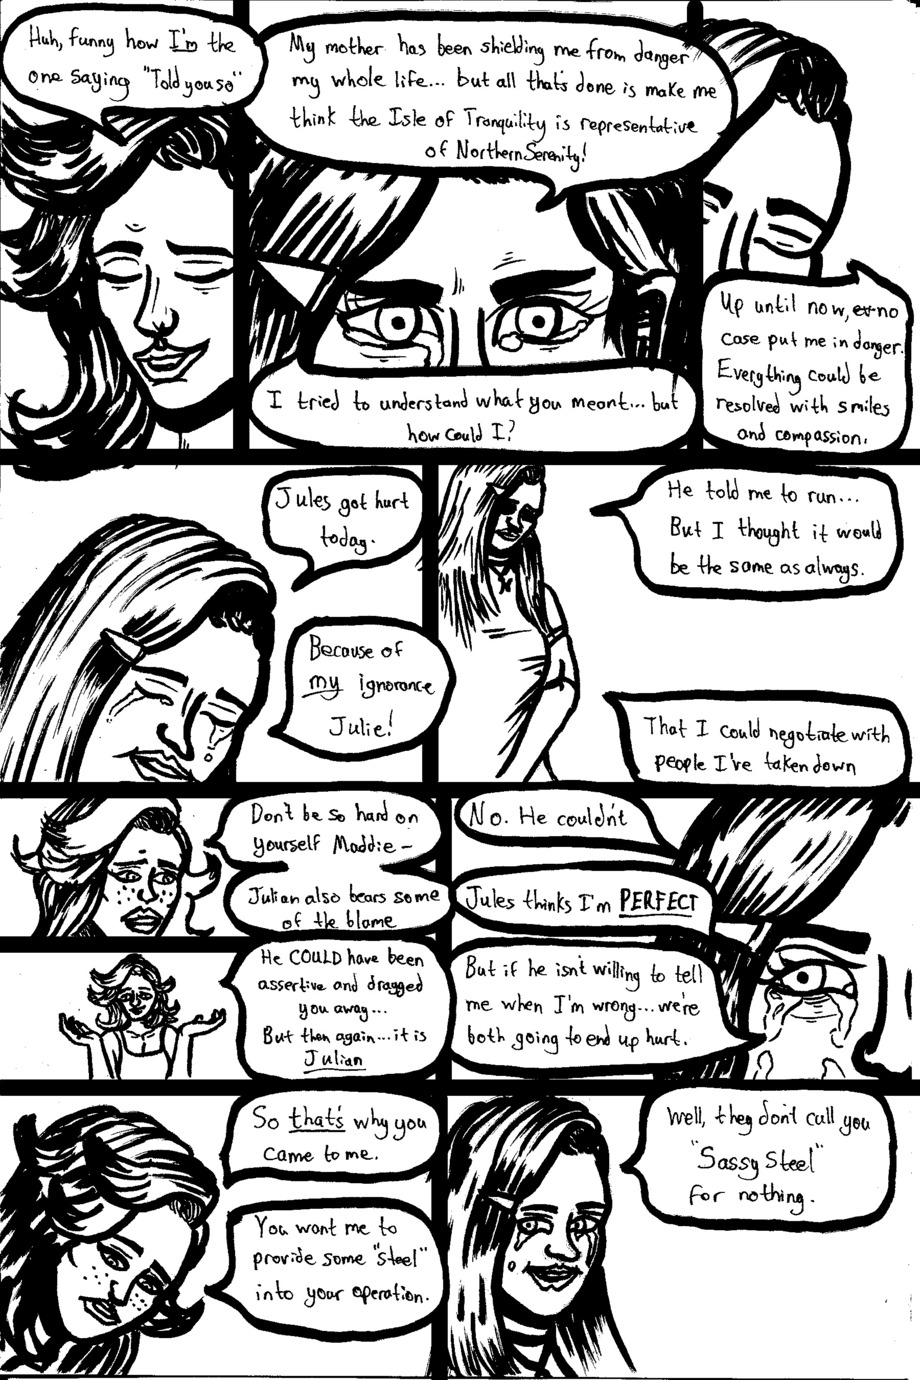 Huh, funny how I'm the
one saying "Told you so"
My mother has been shielding me from danger
my whole life... but all that's done is make me
think the Isle of Tranquility is representative
of Northern Serenity!
I tried to understand what you meant... but
how could I?
Up until now, no
case put me in danger.
Everything could be
resolved with smiles
and compassion.
Jules got hurt
today.
Because of
my ignorance
Julie!
He told me to run...
But I thought it would
be the same as always.
That I could negotiate with
people I've taken down
Don't be so hard on
yourself Maddie-
Julian also bears some
of the blame
He COULD have been
assertive and dragged
you away...
But then again...it is
Julian
No. He couldn't
Jules thinks I'm PERFECT
But if he isn't willing to tell
me when I'm wrong...we're
both going to end up hurt.
So that's why you
came to me.
You want me to
provide some "steel"
into your operation.
Well, they don't call you
"Sassy Steel"
for nothing.